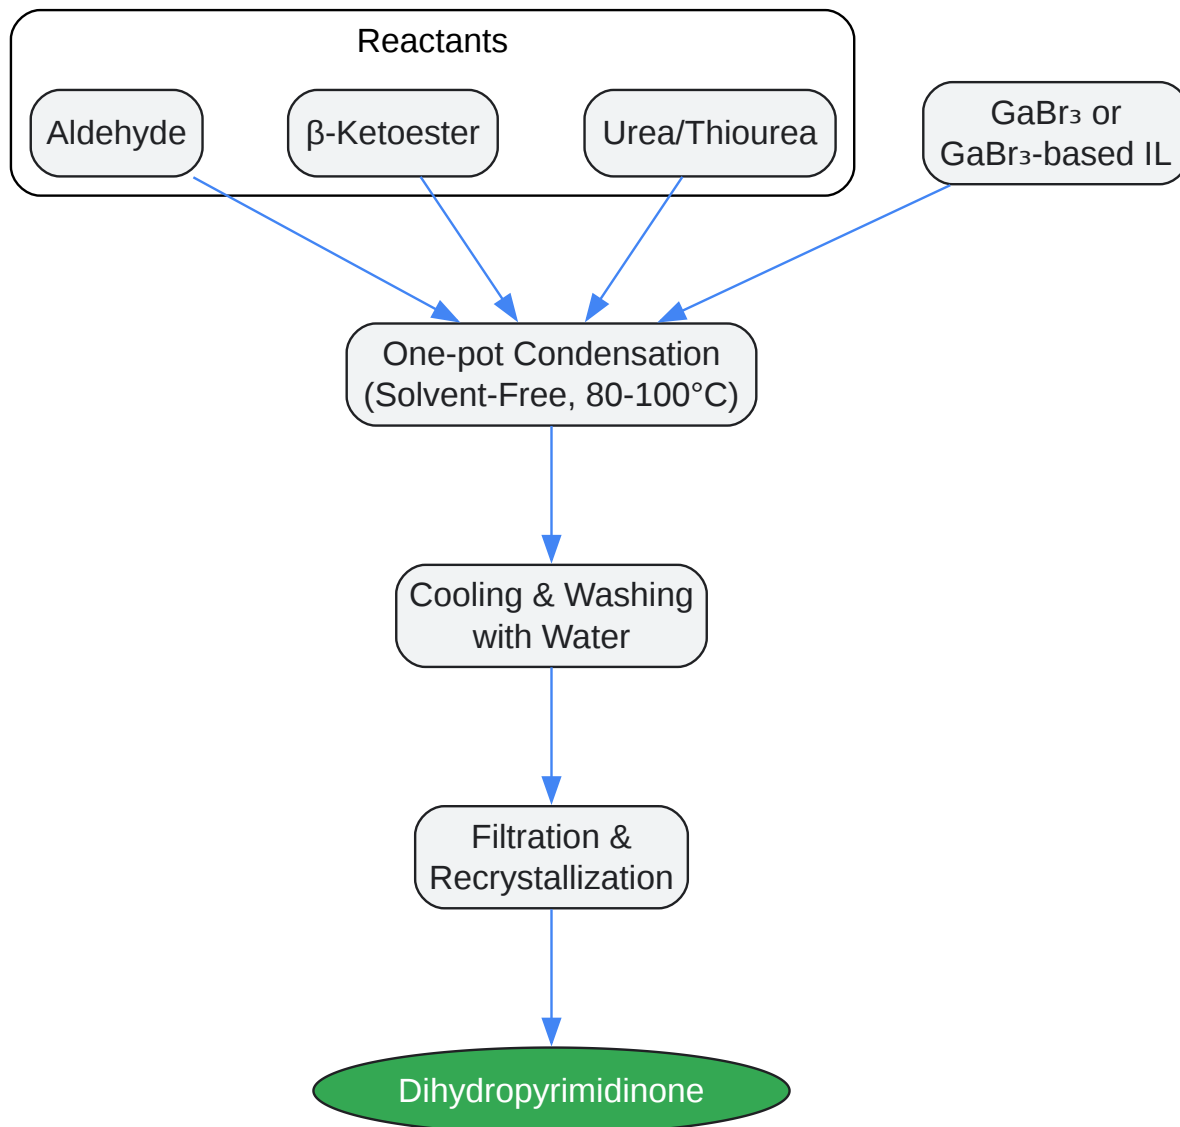 Reactants
Aldehyde
β-Ketoester
Urea/Thiourea
GaBr₃ or
GaBr₃-based IL
One-pot Condensation
(Solvent-Free, 80-100°C)
Cooling & Washing
with Water
Filtration &
Recrystallization
Dihydropyrimidinone